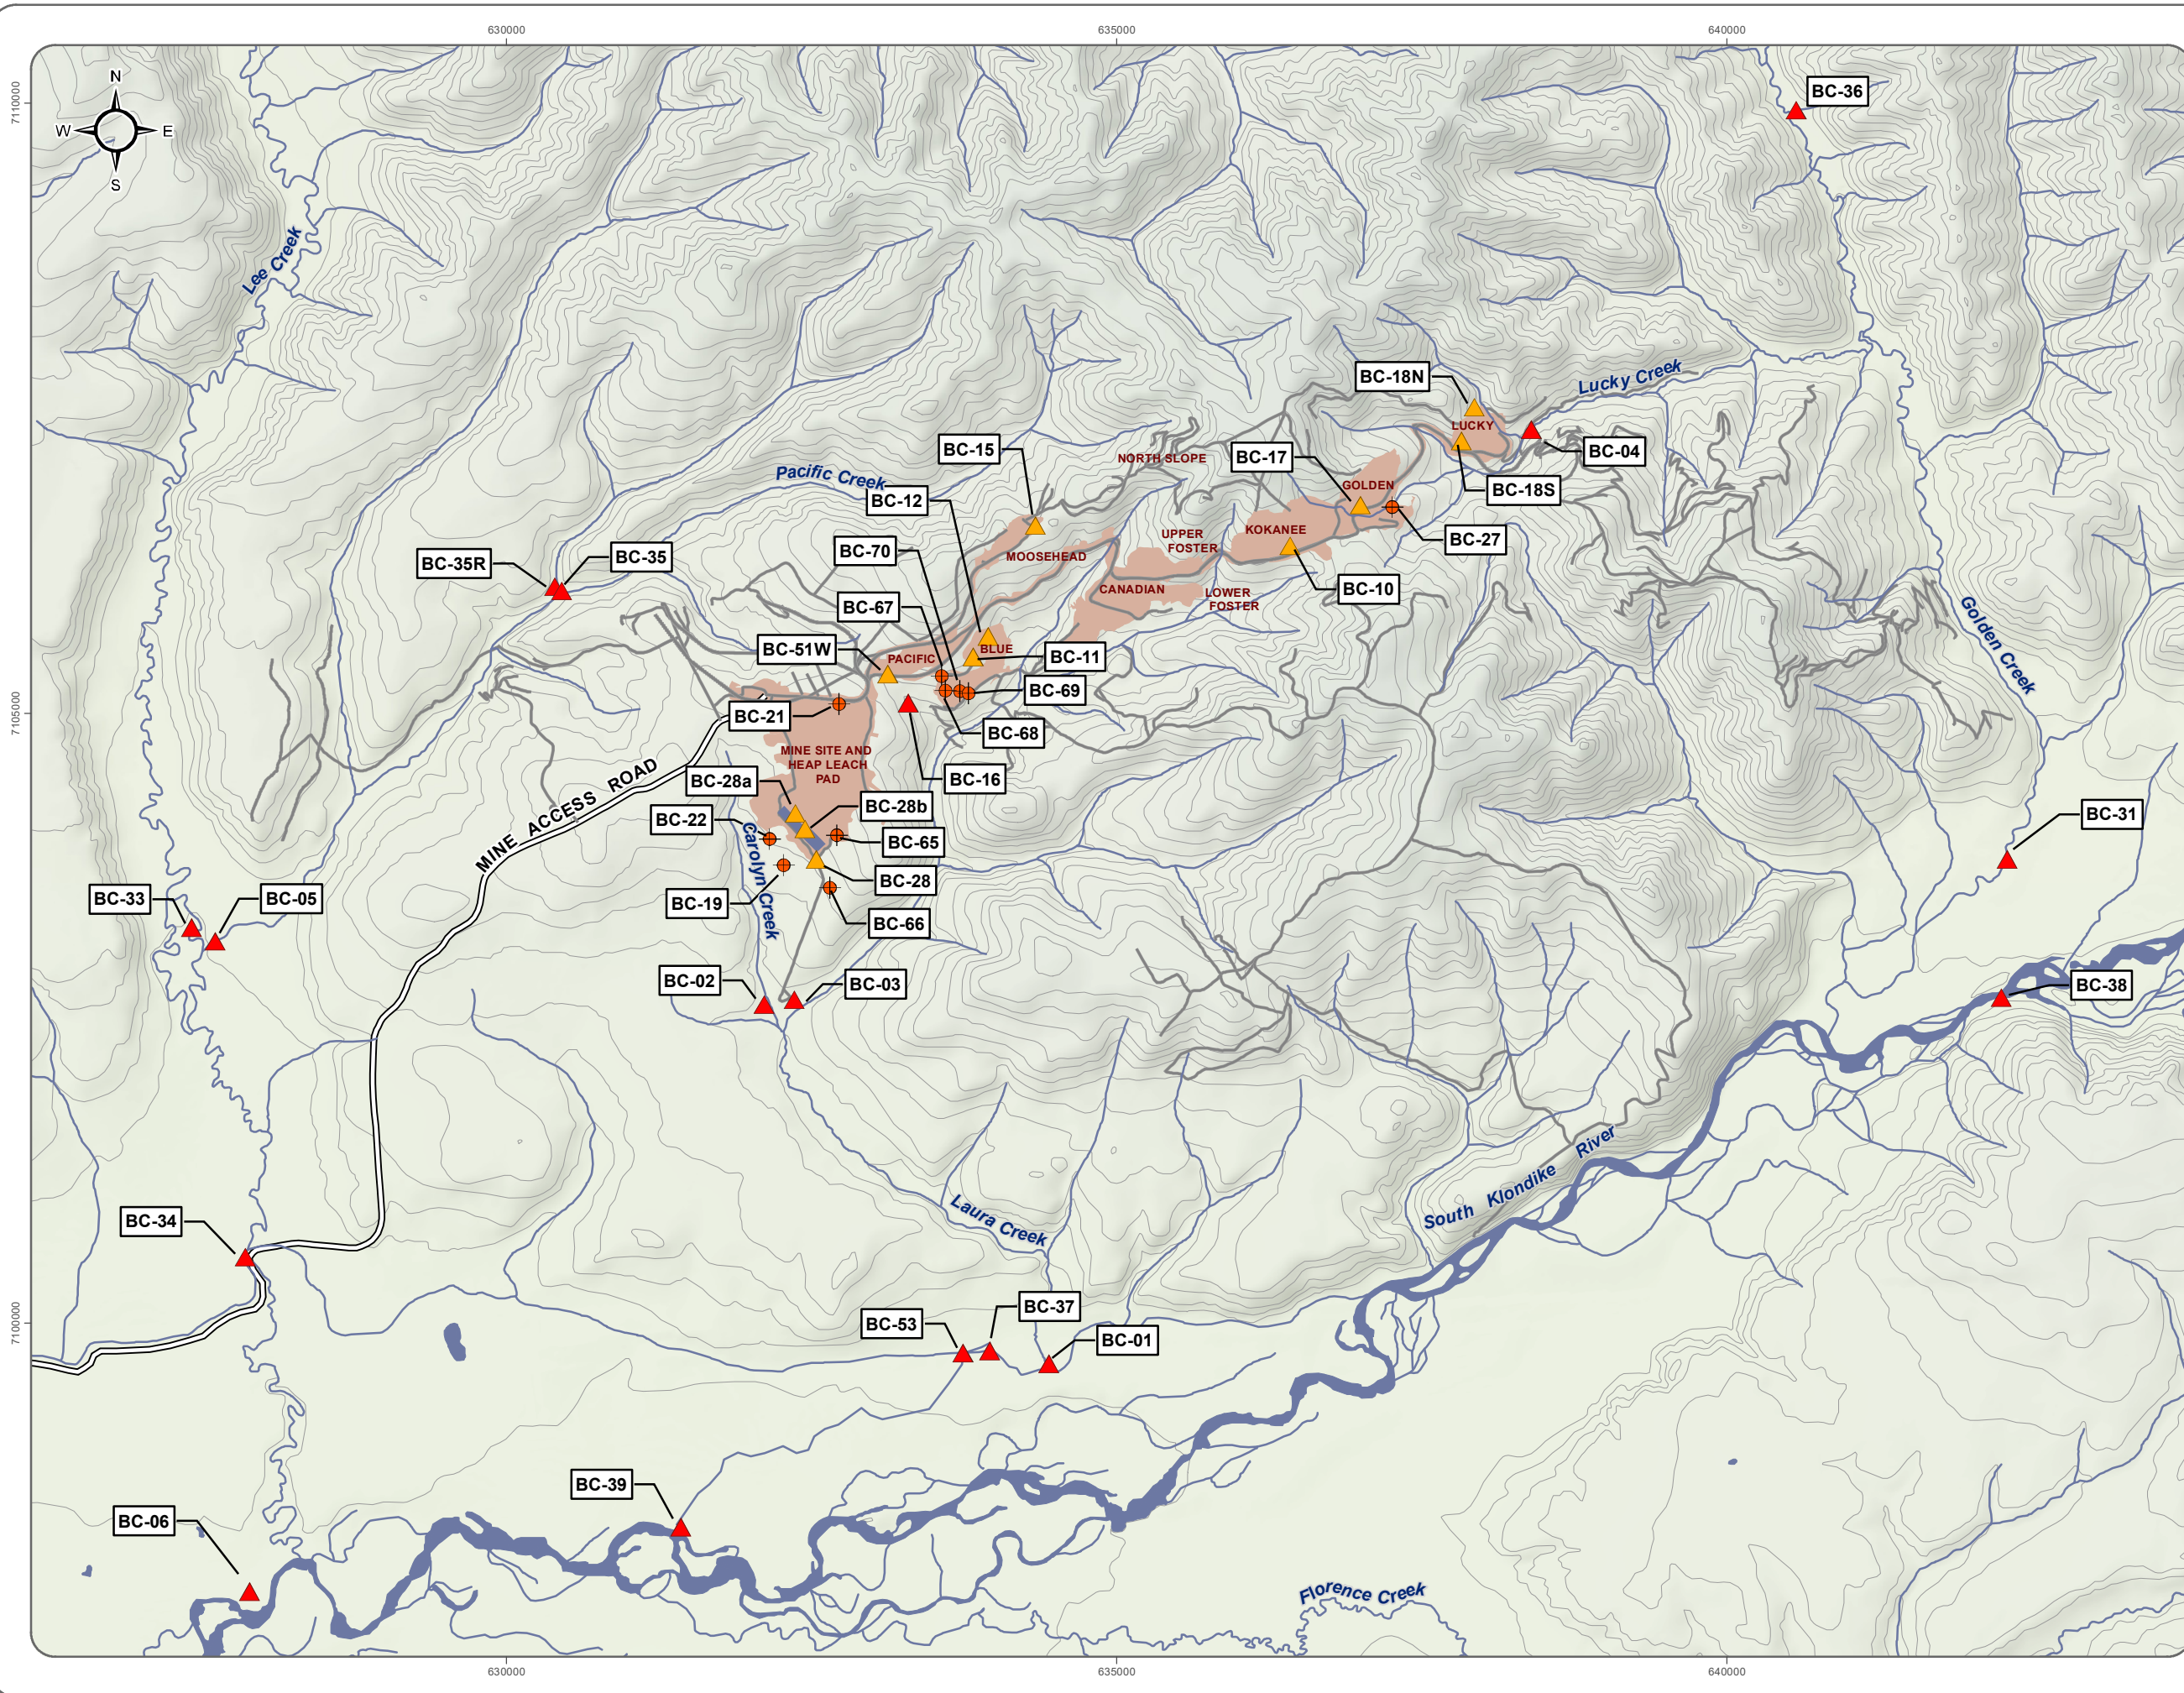 630000
635000
640000
7110000
N
W
E
S
BC-36
Lee Creek
Lucky Creek
BC-18N
LUCKY
BC-04
BC-15
NORTH SLOPE
BC-17
Pacific Creek
GOLDEN
BC-18S
BC-12
KOKANEE
UPPER
FOSTER
BC-27
BC-70
MOOSEHEAD
BC-35R
BC-35
CANADIAN
LOWER
FOSTER
BC-10
BC-67
Golden Creek
BC-51W
PACIFIC
BLUE
BC-11
BC-69
7105000
BC-21
BC-68
MINE SITE AND
HEAP LEACH
PAD
BC-16
BC-28a
MINE ACCESS ROAD
BC-28b
BC-22
Carolyn Creek
BC-65
BC-31
BC-28
BC-33
BC-05
BC-19
BC-66
BC-02
BC-03
BC-38
South Klondike River
Laura Creek
BC-34
7100000
BC-37
BC-53
BC-01
BC-39
BC-06
Florence Creek
630000
635000
640000